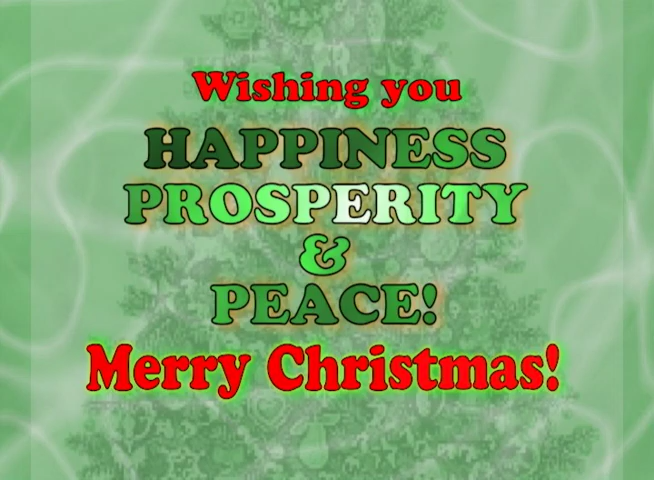 Wishing you
HAPPINESS
PROSPERITY
&
PEACE!
Merry Christmas!